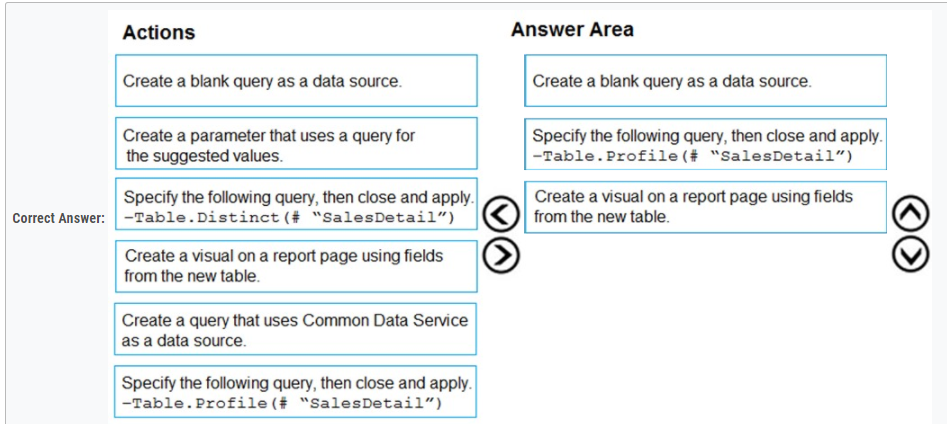 Actions
Create a blank query as a data source.
Create a parameter that uses a query for
the suggested values.
Specify the following query, then close and apply.
–Table.Distinct(# “SalesDetail”)
Create a visual on a report page using fields
from the new table.
Create a query that uses Common Data Service
as a data source.
Specify the following query, then close and apply.
–Table.Profile(# “SalesDetail”)
Correct Answer:
Answer Area
Create a blank query as a data source.
Specify the following query, then close and apply.
–Table.Profile(# “SalesDetail”)
Create a visual on a report page using fields
from the new table.